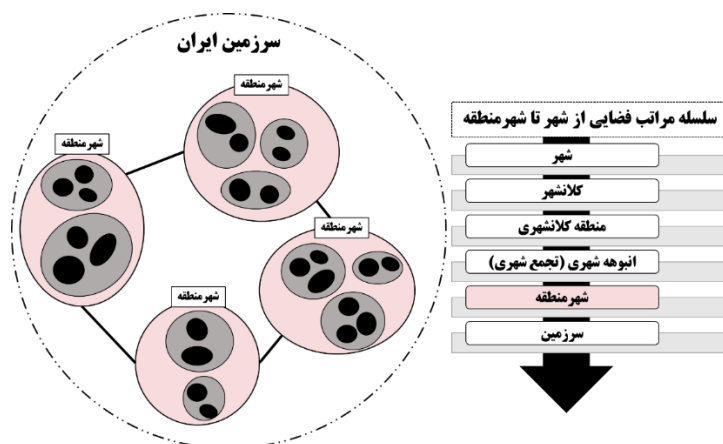 سرزمین ایران
شهرمنطقه
شهرمنطقه
شهرمنطقه
شهرمنطقه
سلسله مراتب فضایی از شهر تا شهرمنطقه
شهر
کلانشهر
منطقه کلانشهری
انبوهه شهری (تجمع شهری)
شهرمنطقه
سرزمین